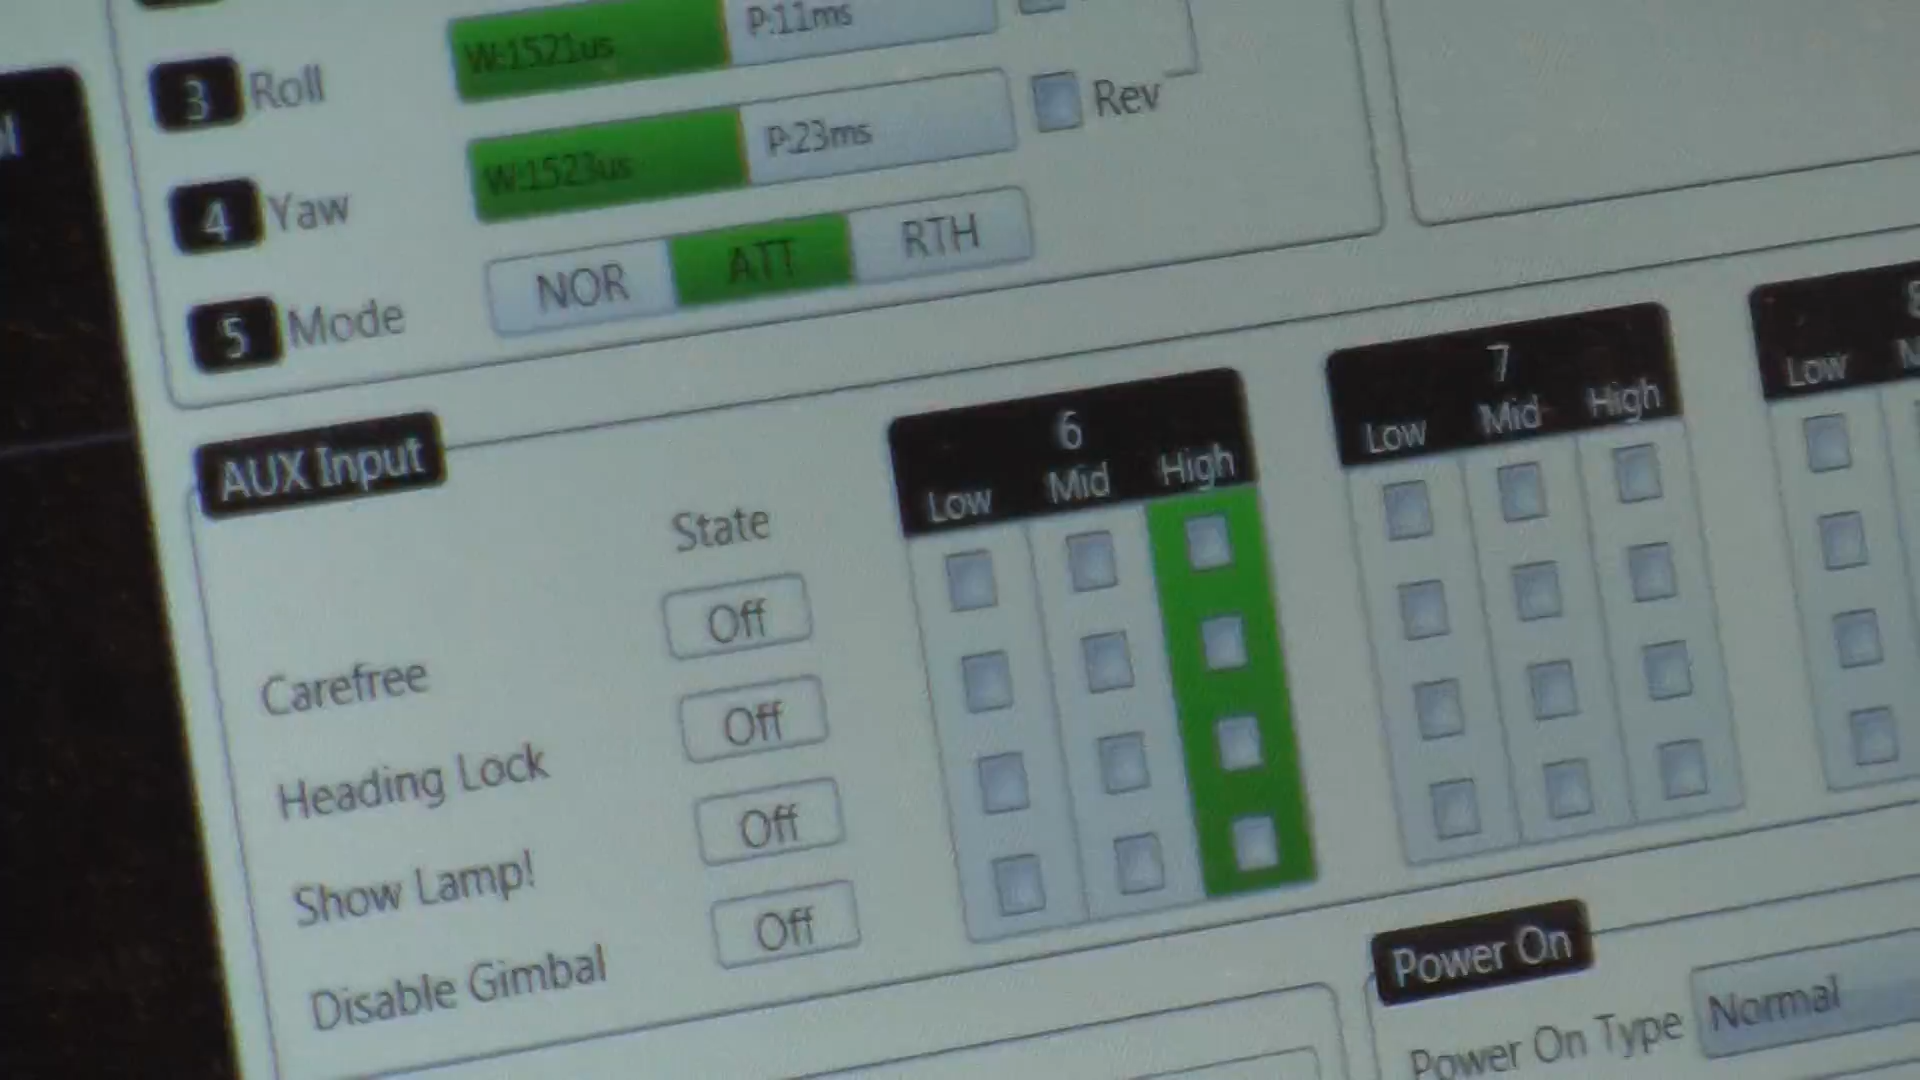 3 Roll W:1521us P:11ms
4 Yaw W:1523us P:23ms Rev
5 Mode NOR ATT RTH
AUX Input
State
6
Low Mid High
7
Low Mid High
Low
Carefree Off
Heading Lock Off
Show Lamp! Off
Disable Gimbal Off
Power On
Power On Type Normal